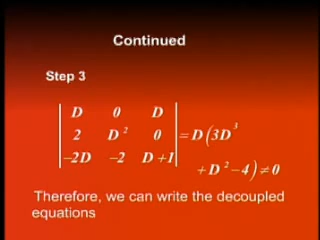 Continued
Step 3
| D 0 D |
| 2 D² 0 | = D(3D³
| −2D −2 D+1 |
+D²−4) ≠ 0
Therefore, we can write the decoupled
equations